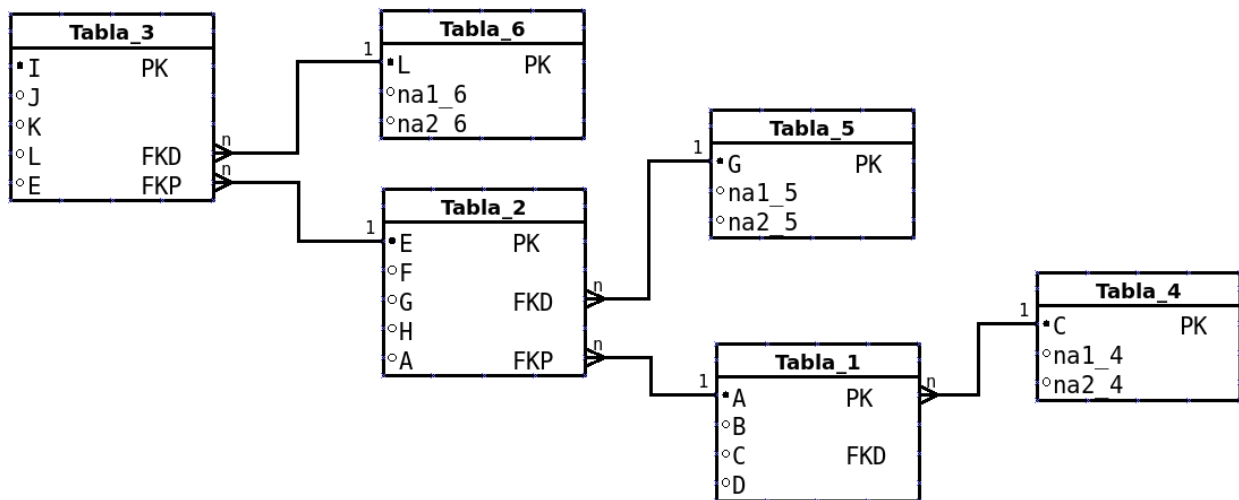 Tabla_3
I PK
J
K
L FKD
E FKP
n
n
1
Tabla_6
L PK
na1_6
na2_6
1
Tabla_2
E PK
F
G FKD
H
A FKP
n
n
1
Tabla_5
G PK
na1_5
na2_5
1
Tabla_1
A PK
B
C FKD
D
n
1
Tabla_4
C PK
na1_4
na2_4